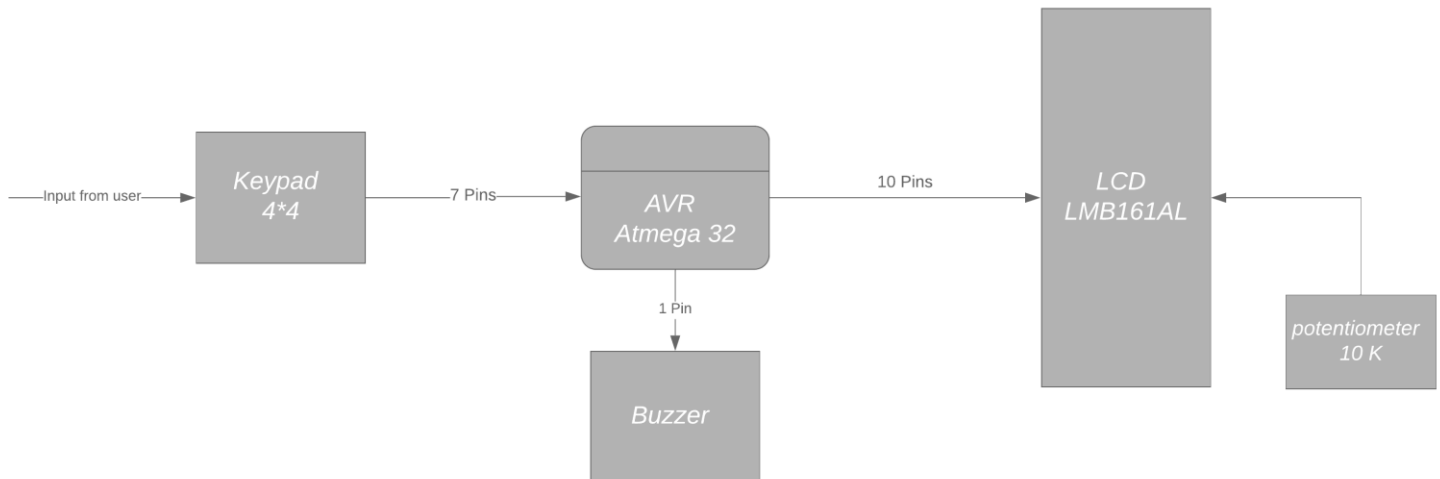 Input from user
Keypad
4*4
7 Pins
AVR
Atmega 32
10 Pins
LCD
LMB161AL
1 Pin
Buzzer
potentiometer
10 K